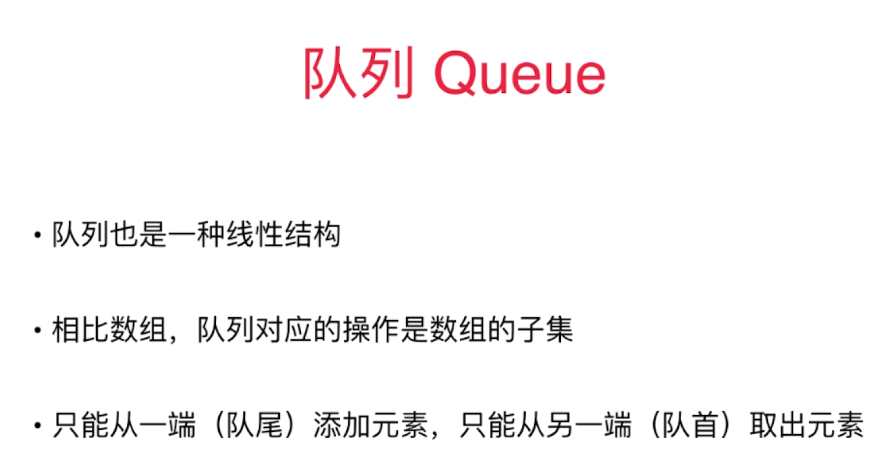 队列 Queue
• 队列也是一种线性结构
• 相比数组，队列对应的操作是数组的子集
• 只能从一端（队尾）添加元素，只能从另一端（队首）取出元素